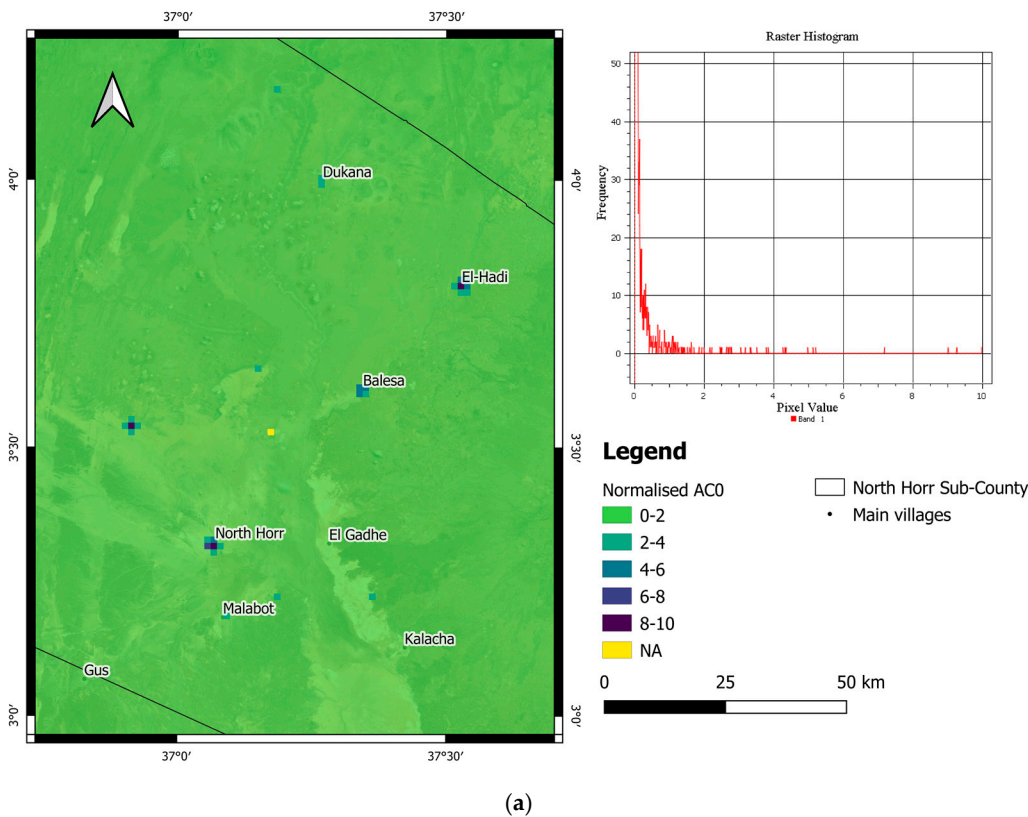 37°0′
37°30′
4°0′
4°0′
3°30′
3°30′
3°0′
3°0′
37°0′
37°30′
Dukana
El-Hadi
Balesa
North Horr
El Gadhe
Malabot
Kalacha
Gus
Raster Histogram
Frequency
50
40
30
20
10
0
0
2
4
6
8
10
Pixel Value
Band 1
Legend
Normalised AC0
0-2
2-4
4-6
6-8
8-10
NA
North Horr Sub-County
Main villages
0
25
50 km
(a)